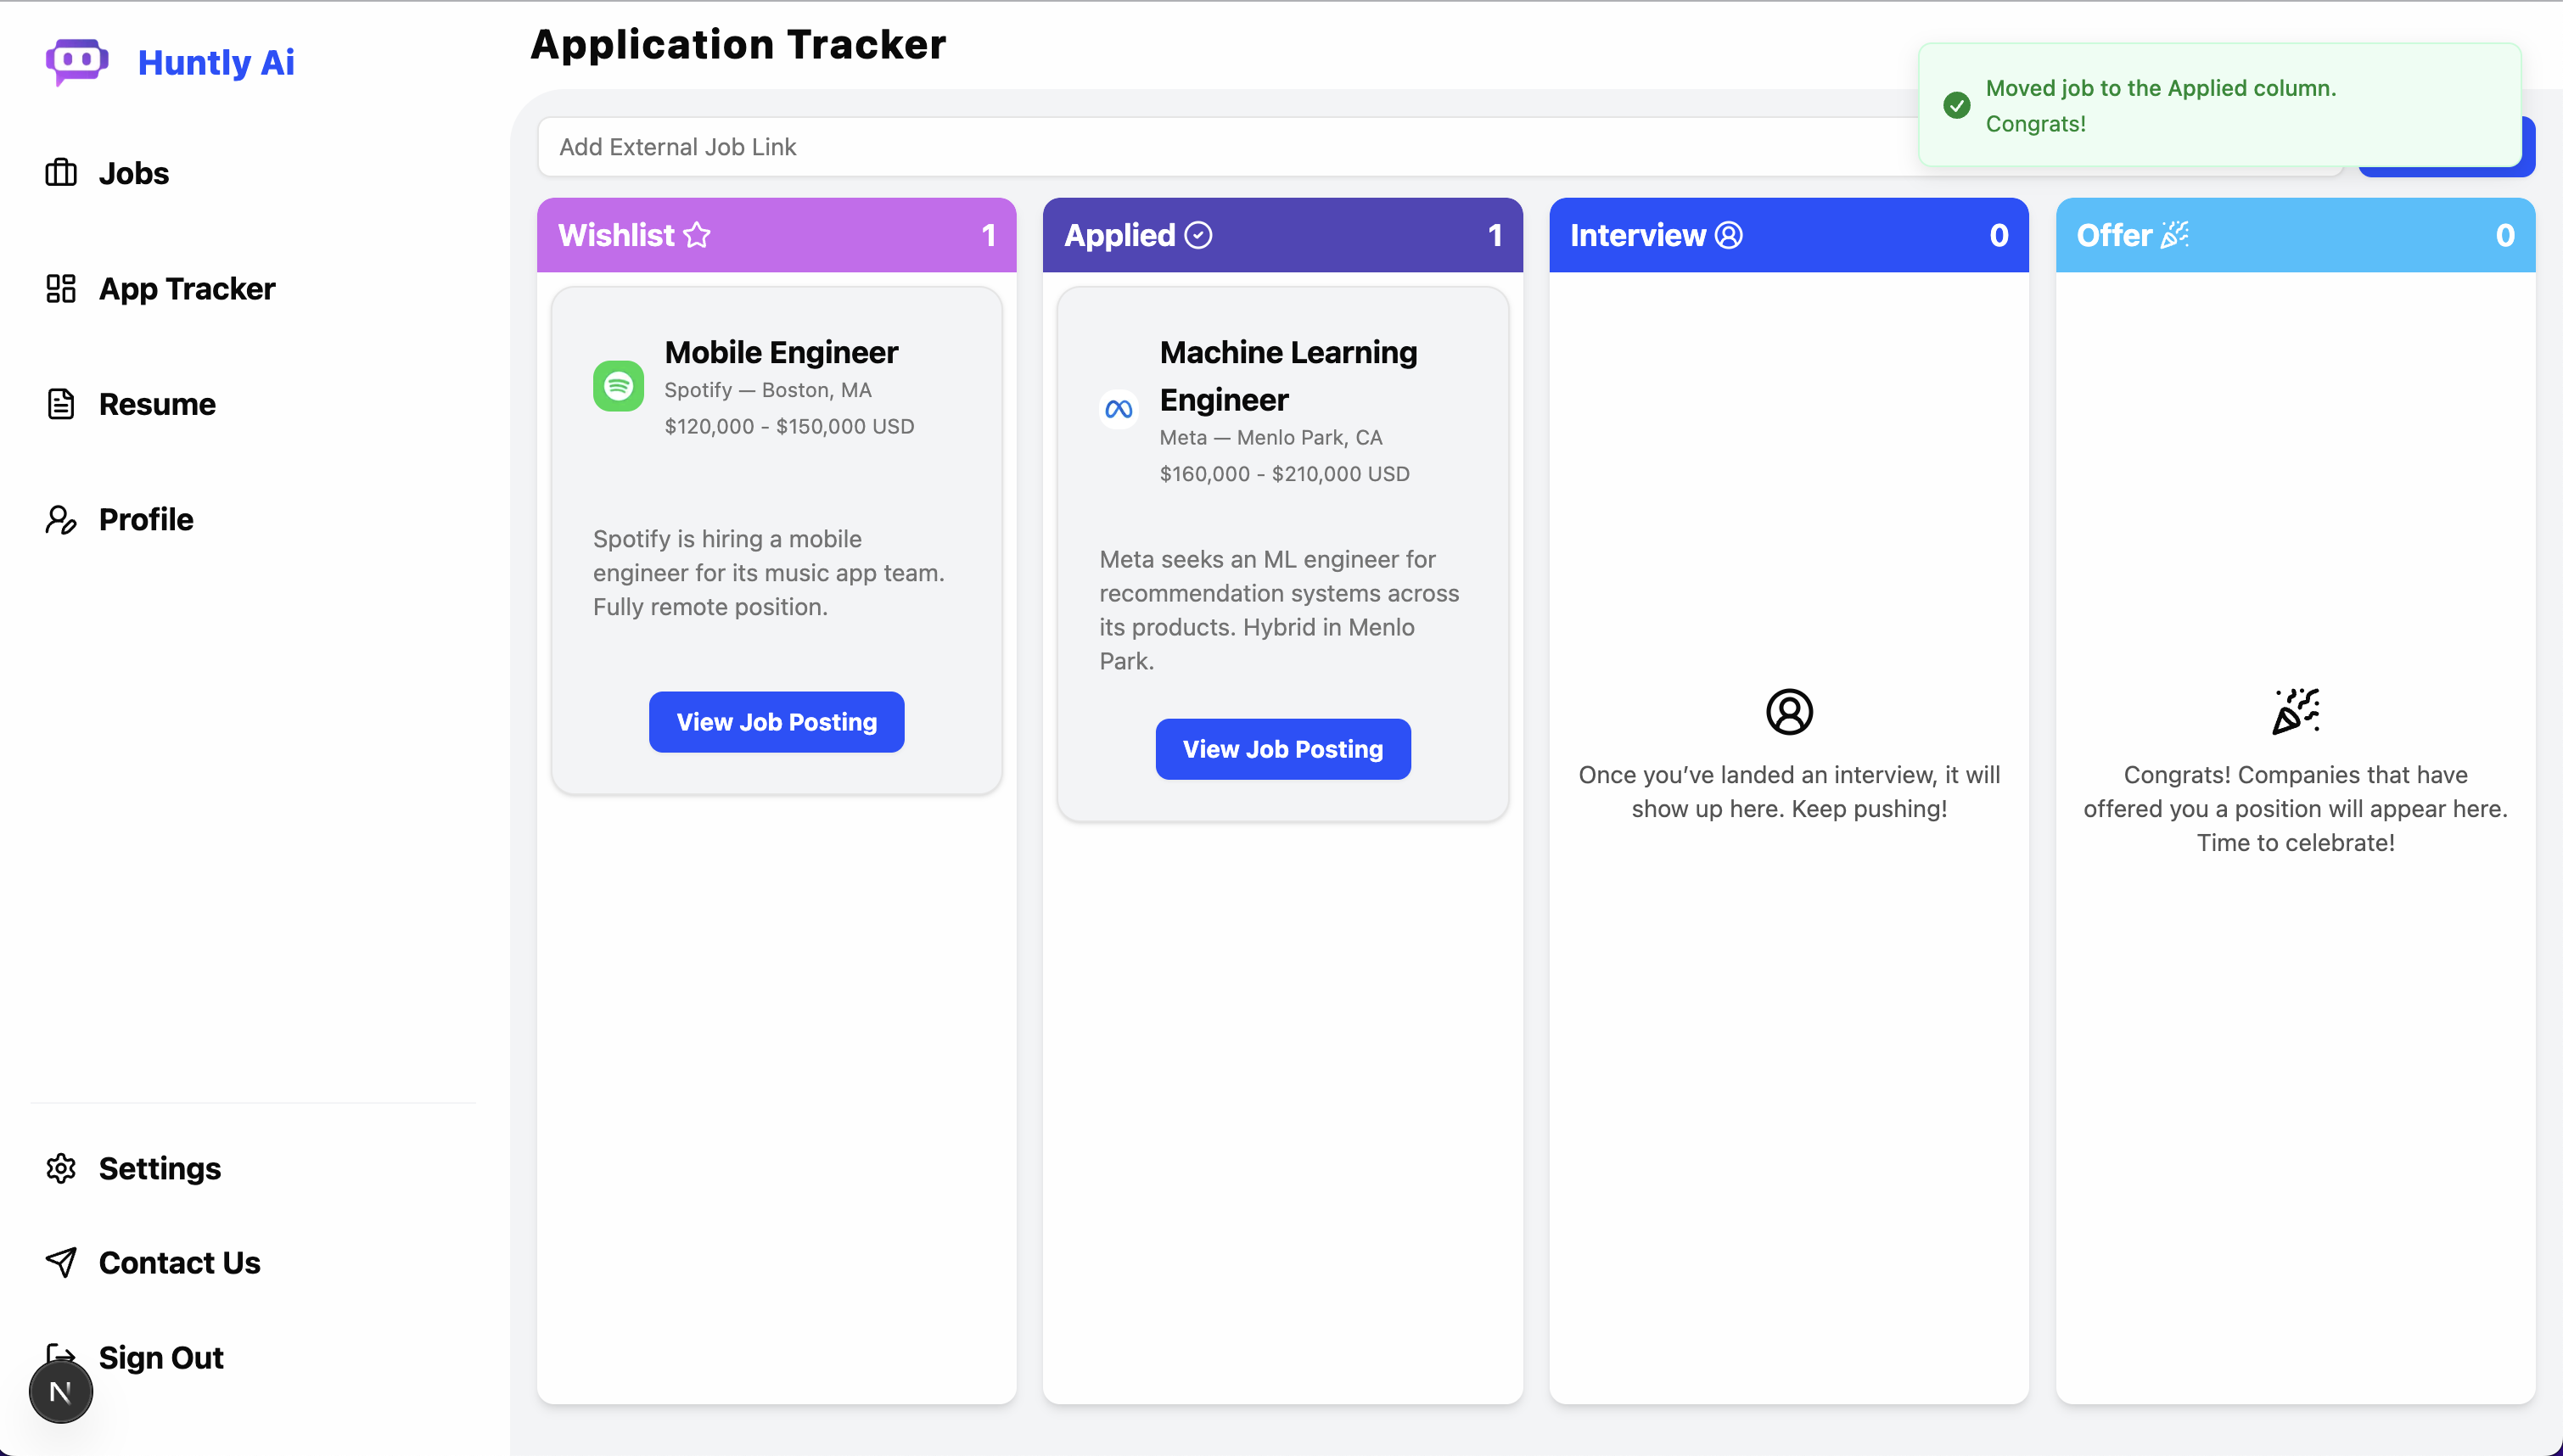 Huntly Ai
Jobs
App Tracker
Resume
Profile
Settings
Contact Us
Sign Out
N
Application Tracker
Moved job to the Applied column.
Congrats!
Add External Job Link
Wishlist 1
Mobile Engineer
Spotify — Boston, MA
$120,000 - $150,000 USD
Spotify is hiring a mobile
engineer for its music app team.
Fully remote position.
View Job Posting
Applied 1
Machine Learning
Engineer
Meta — Menlo Park, CA
$160,000 - $210,000 USD
Meta seeks an ML engineer for
recommendation systems across
its products. Hybrid in Menlo
Park.
View Job Posting
Interview 0
Once you’ve landed an interview, it will
show up here. Keep pushing!
Offer 0
Congrats! Companies that have
offered you a position will appear here.
Time to celebrate!